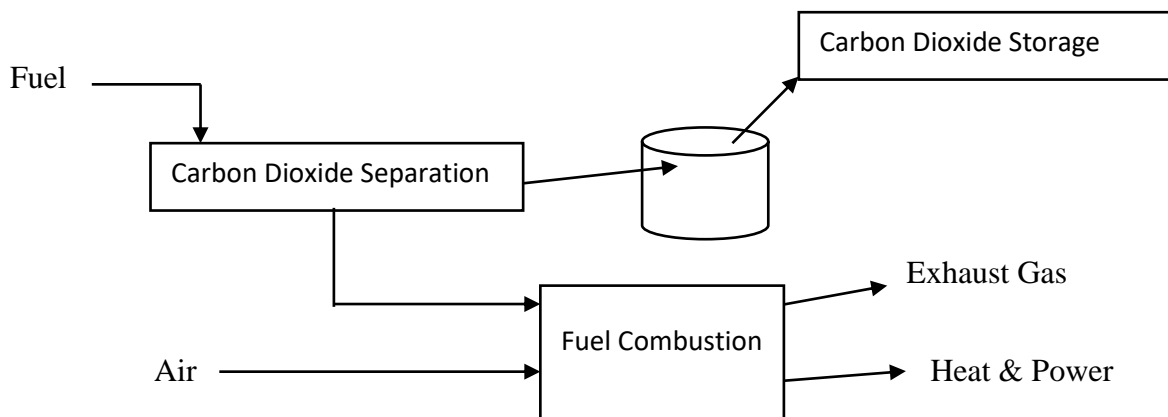 Carbon Dioxide Storage
Fuel
Carbon Dioxide Separation
Exhaust Gas
Fuel Combustion
Air
Heat & Power